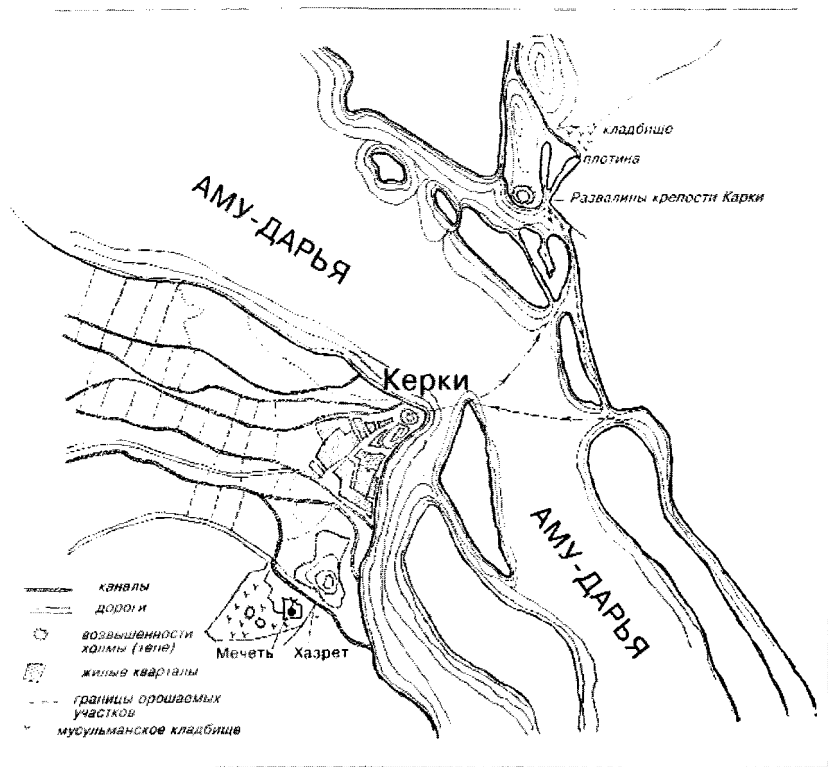 кладбище
плотина
Развалины крепости Карки
АМУ-ДАРЬЯ
Керки
АМУ-ДАРЬЯ
Мечеть Хазрет
каналы
дороги
возвышенности
холмы (тепе)
жилые кварталы
границы орошаемых
участков
мусульманское кладбище